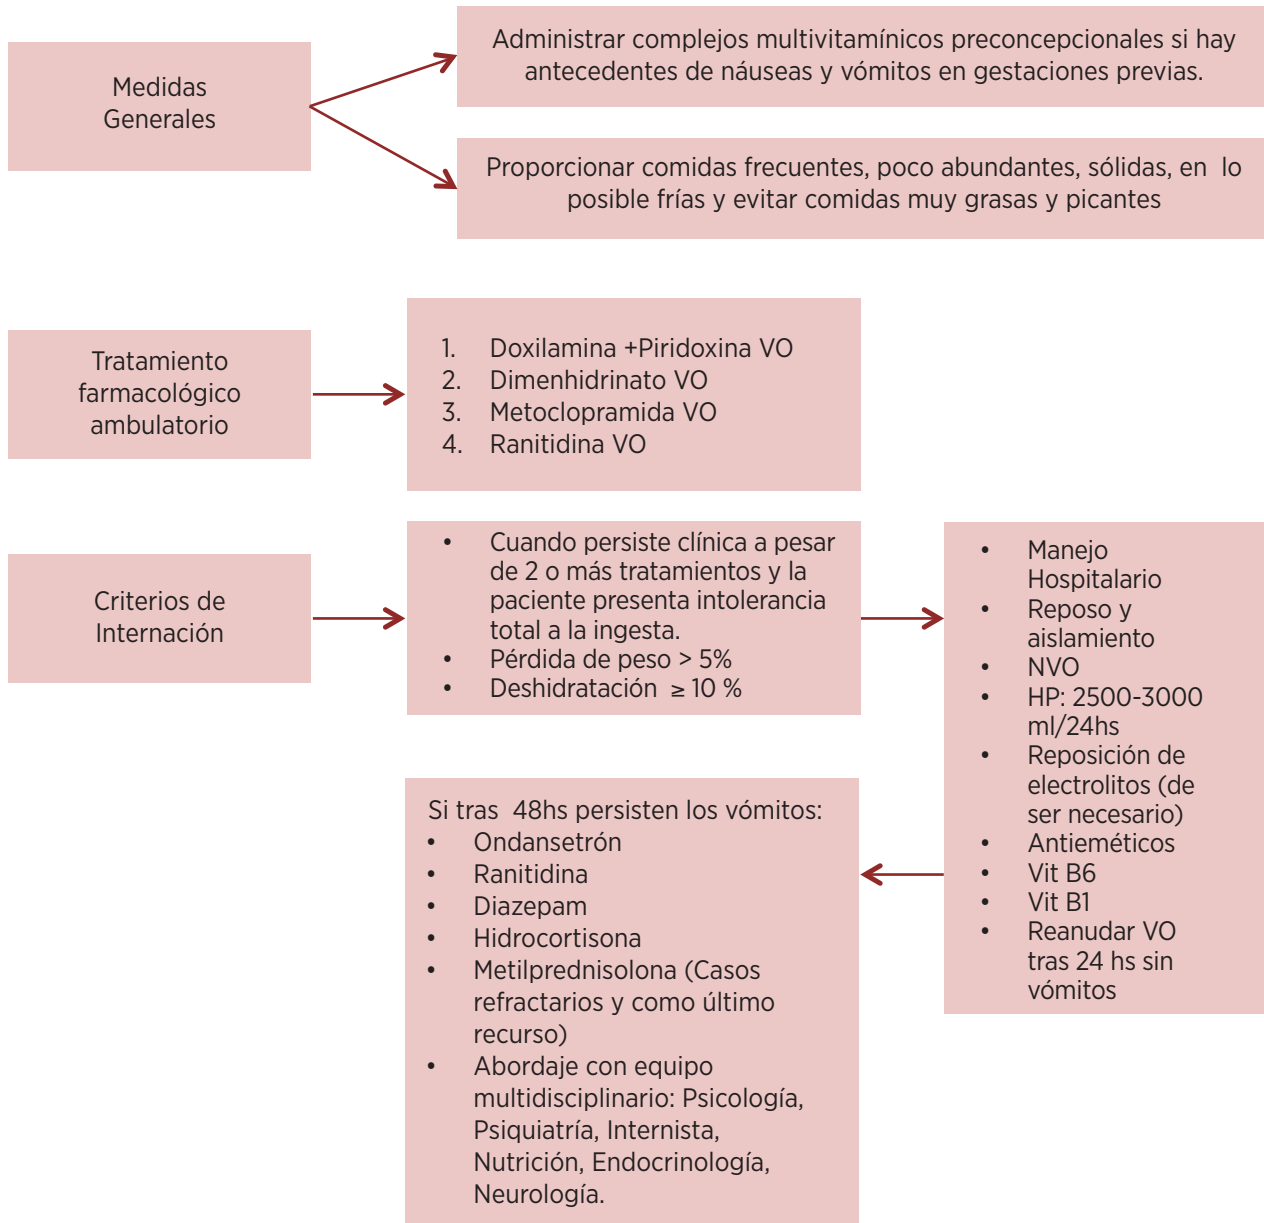 Medidas
Generales
Administrar complejos multivitamínicos preconcepcionales si hay
antecedentes de náuseas y vómitos en gestaciones previas.
Proporcionar comidas frecuentes, poco abundantes, sólidas, en  lo
posible frías y evitar comidas muy grasas y picantes
Tratamiento
farmacológico
ambulatorio
1. Doxilamina +Piridoxina VO
2. Dimenhidrinato VO
3. Metoclopramida VO
4. Ranitidina VO
Criterios de
Internación
• Cuando persiste clínica a pesar
de 2 o más tratamientos y la
paciente presenta intolerancia
total a la ingesta.
• Pérdida de peso > 5%
• Deshidratación  ≥ 10 %
• Manejo
Hospitalario
• Reposo y
aislamiento
• NVO
• HP: 2500-3000
ml/24hs
• Reposición de
electrolitos (de
ser necesario)
• Antieméticos
• Vit B6
• Vit B1
• Reanudar VO
tras 24 hs sin
vómitos
Si tras  48hs persisten los vómitos:
• Ondansetrón
• Ranitidina
• Diazepam
• Hidrocortisona
• Metilprednisolona (Casos
refractarios y como último
recurso)
• Abordaje con equipo
multidisciplinario: Psicología,
Psiquiatría, Internista,
Nutrición, Endocrinología,
Neurología.